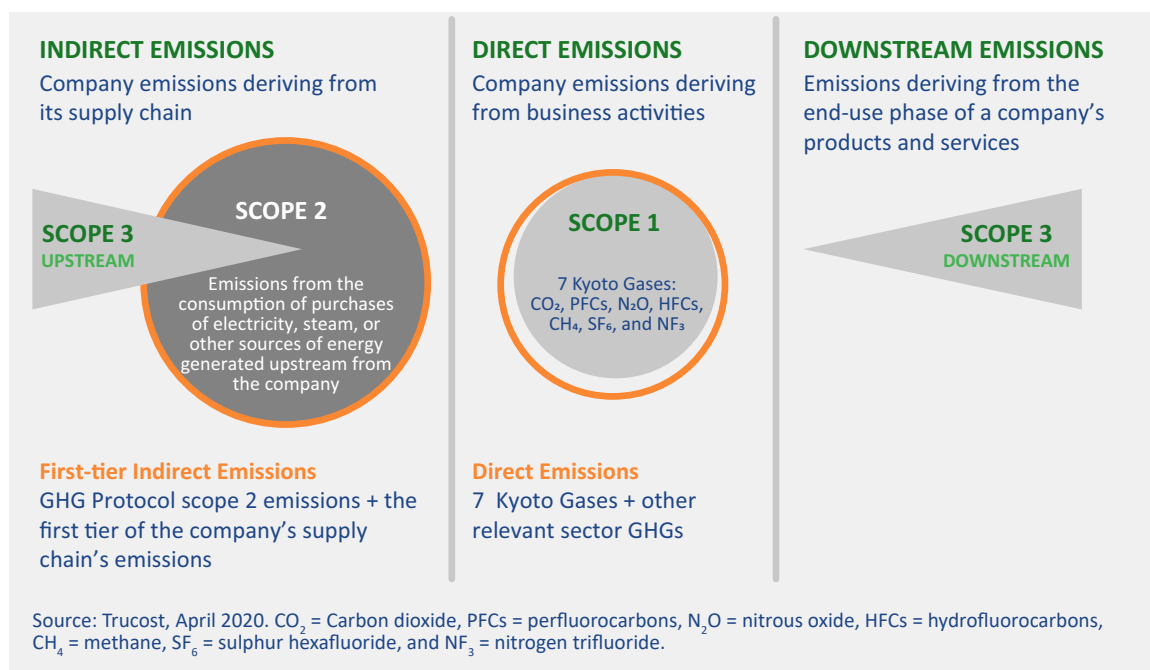 INDIRECT EMISSIONS
Company emissions deriving from
its supply chain
SCOPE 3
UPSTREAM
SCOPE 2
Emissions from the
consumption of purchases
of electricity, steam, or
other sources of energy
generated upstream from
the company
First-tier Indirect Emissions
GHG Protocol scope 2 emissions + the
first tier of the company’s supply
chain’s emissions
DIRECT EMISSIONS
Company emissions deriving
from business activities
SCOPE 1
7 Kyoto Gases:
CO₂, PFCs, N₂O, HFCs,
CH₄, SF₆, and NF₃
Direct Emissions
7 Kyoto Gases + other
relevant sector GHGs
DOWNSTREAM EMISSIONS
Emissions deriving from the
end-use phase of a company’s
products and services
SCOPE 3
DOWNSTREAM
Source: Trucost, April 2020. CO₂ = Carbon dioxide, PFCs = perfluorocarbons, N₂O = nitrous oxide, HFCs = hydrofluorocarbons,
CH₄ = methane, SF₆ = sulphur hexafluoride, and NF₃ = nitrogen trifluoride.